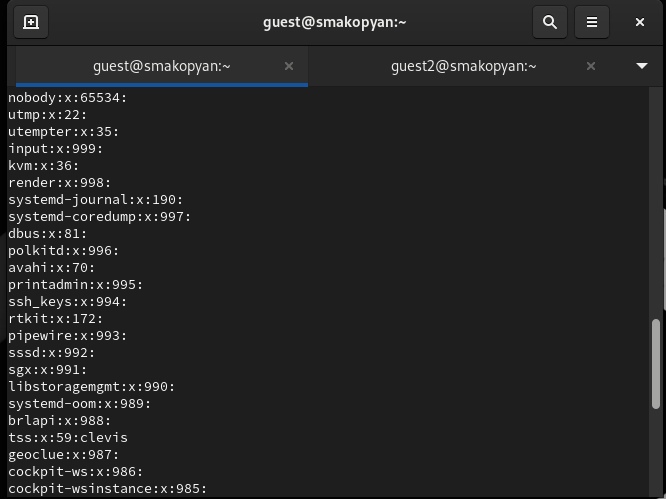 guest@smakopyan:~
guest@smakopyan:~
guest2@smakopyan:~
nobody:x:65534:
utmp:x:22:
utempter:x:35:
input:x:999:
kvm:x:36:
render:x:998:
systemd-journal:x:190:
systemd-coredump:x:997:
dbus:x:81:
polkitd:x:996:
avahi:x:70:
printadmin:x:995:
ssh_keys:x:994:
rtkit:x:172:
pipewire:x:993:
sssd:x:992:
sgx:x:991:
libstoragemgmt:x:990:
systemd-oom:x:989:
brlapi:x:988:
tss:x:59:clevis
geoclue:x:987:
cockpit-ws:x:986:
cockpit-wsinstance:x:985: